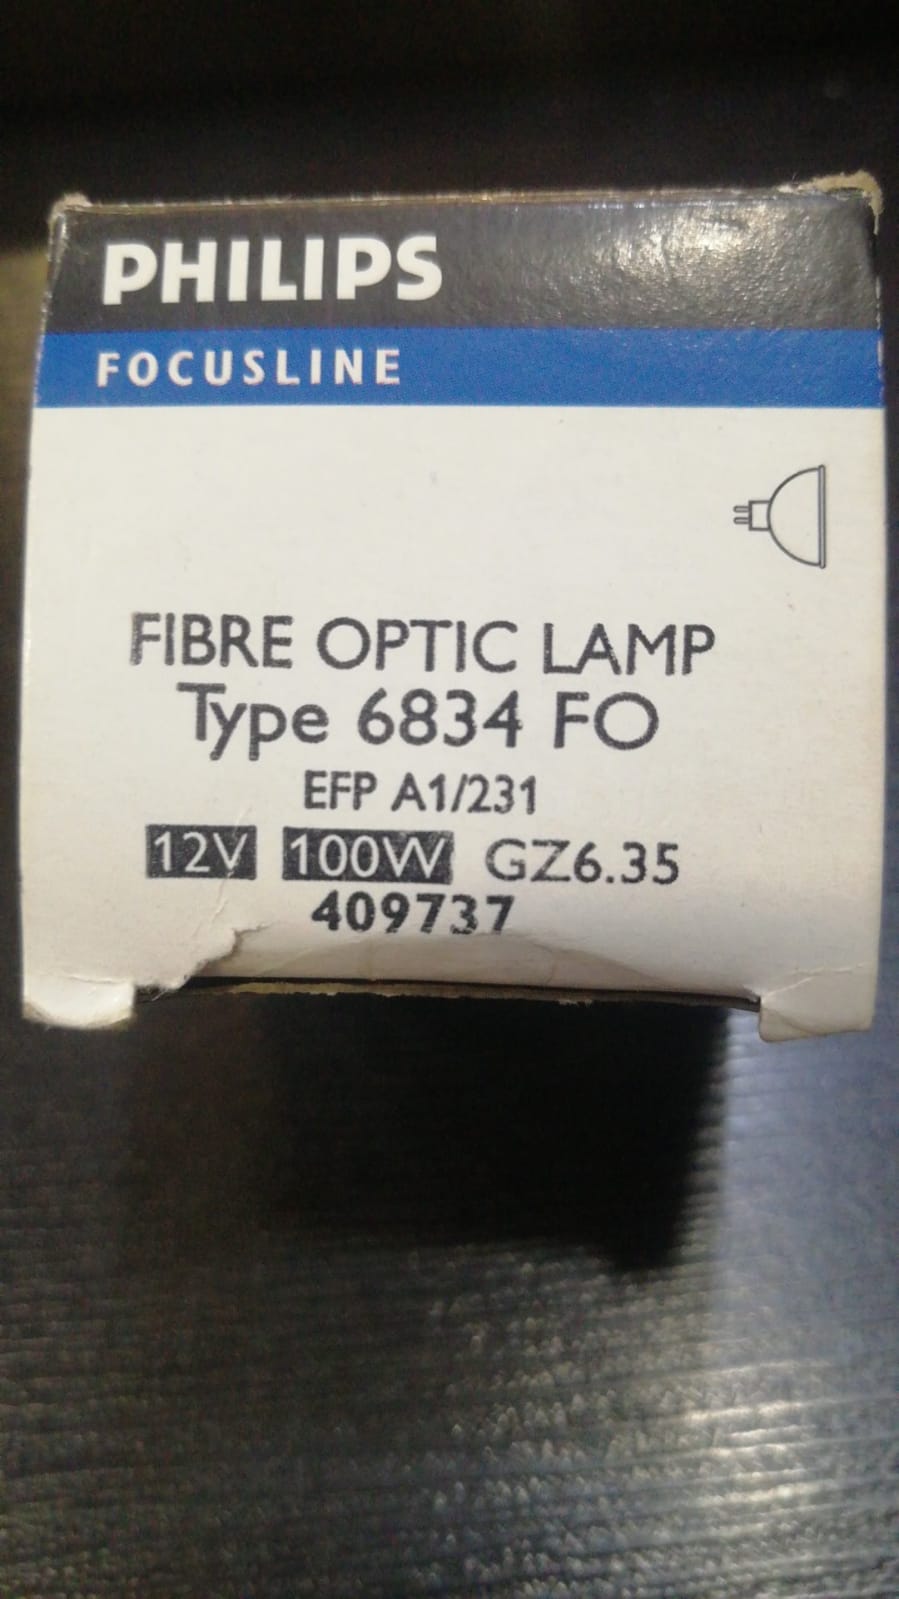 PHILIPS
FOCUSLINE
FIBRE OPTIC LAMP
Type 6834 FO
EFP A1/231
12V 100W GZ6.35
409737